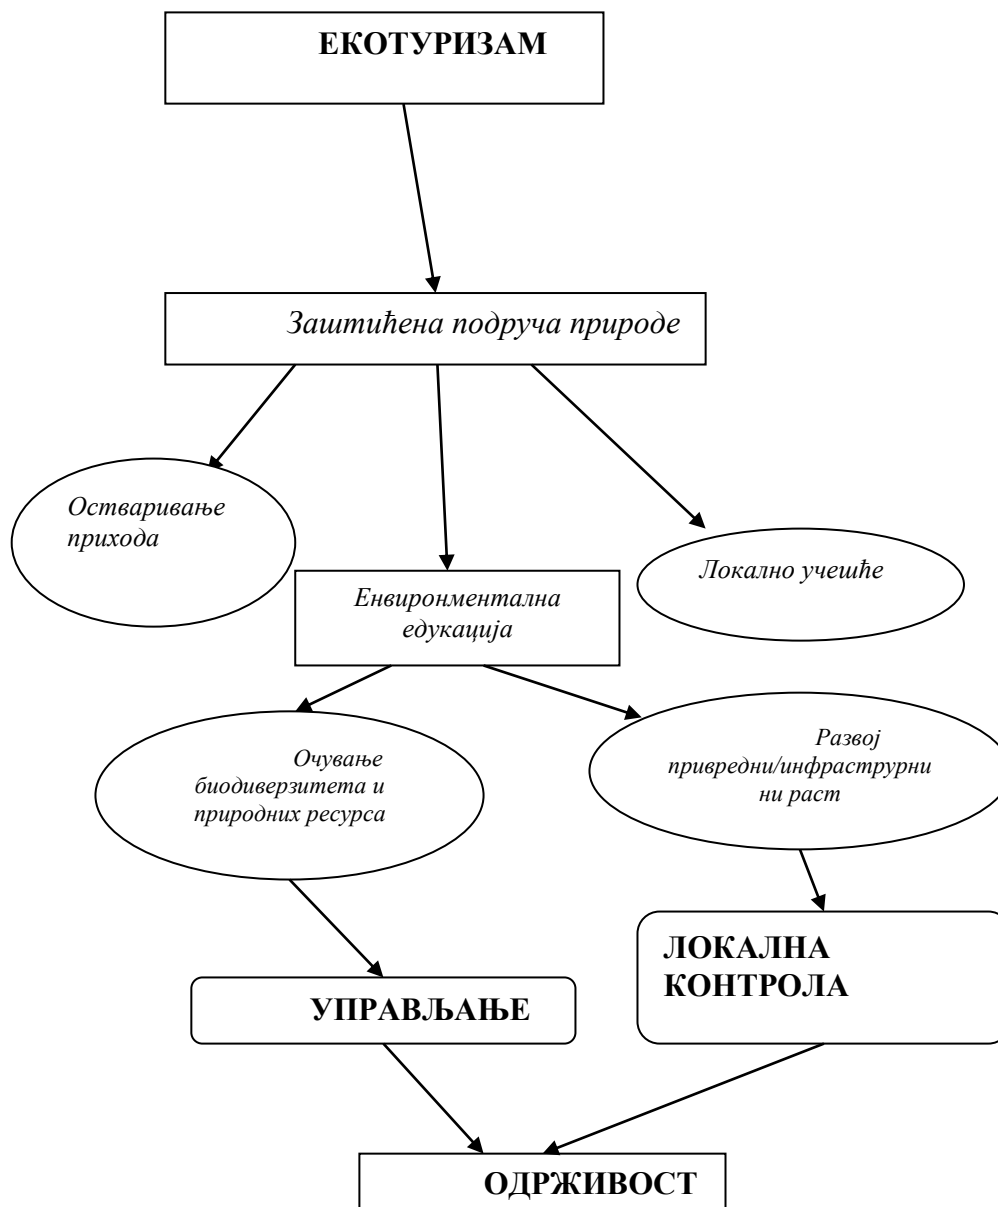 ЕКОТУРИЗАМ
Заштићена подруча природе
Остваривање
прихода
Локално учешће
Енвиронментална
едукација
Очување
биодиверзитета и
природних ресурса
Развој
привредни/инфраструрни
ни раст
ЛОКАЛНА
КОНТРОЛА
УПРАВЉАЊЕ
ОДРЖИВОСТ